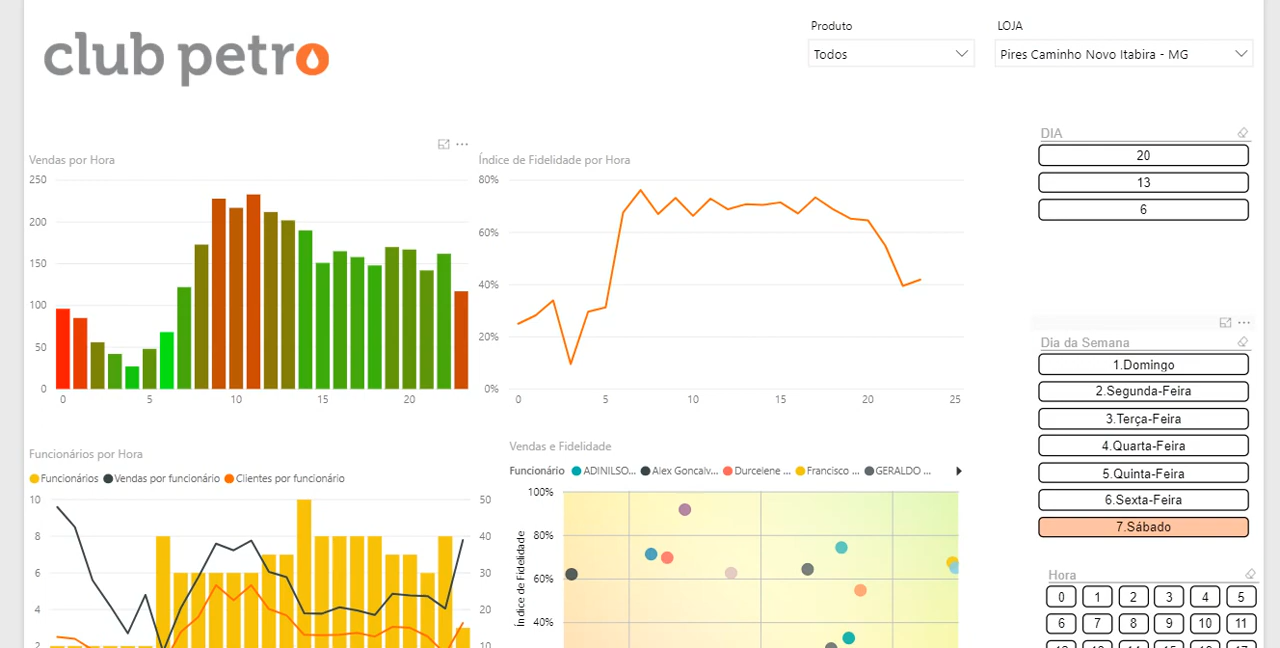 club petro
Produto
Todos
LOJA
Pires Caminho Novo Itabira - MG
Vendas por Hora
250
200
150
100
50
0
0 5 10 15 20
Índice de Fidelidade por Hora
80%
60%
40%
20%
0%
0 5 10 15 20 25
DIA
20
13
6
Dia da Semana
1.Domingo
2.Segunda-Feira
3.Terça-Feira
4.Quarta-Feira
5.Quinta-Feira
6.Sexta-Feira
7.Sábado
Funcionários por Hora
Funcionários Vendas por funcionário Clientes por funcionário
10 50
8 40
6 30
4 20
2 10
Vendas e Fidelidade
Funcionário ADINILSO... Alex Goncalv... Durcelene ... Francisco ... GERALDO ...
Índice de Fidelidade
100%
80%
60%
40%
Hora
0 1 2 3 4 5
6 7 8 9 10 11